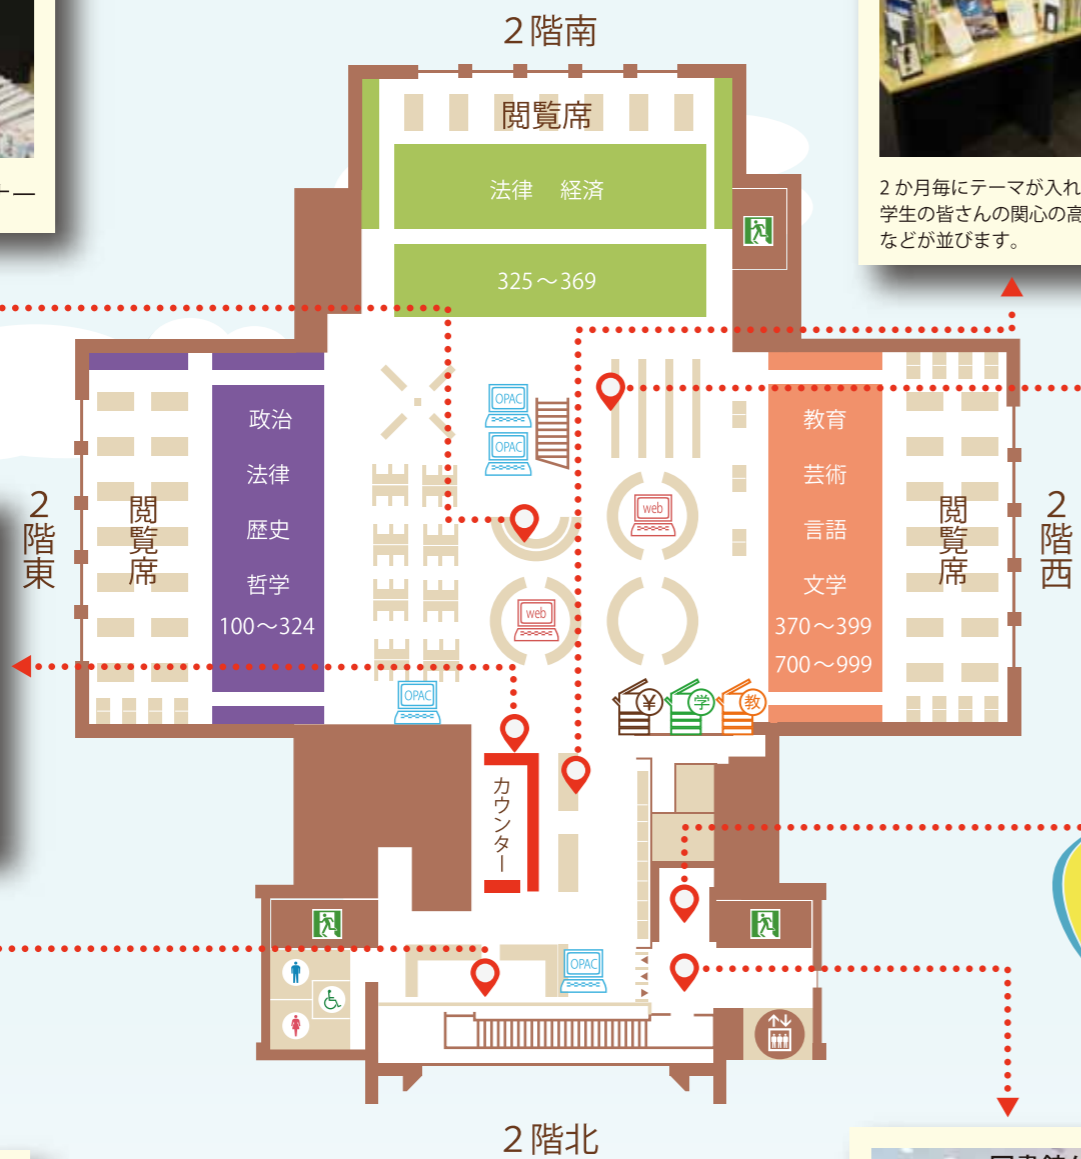 ２階南
ナー
2 か月毎にテーマが入れ
学生の皆さんの関心の高
などが並びます。
閲覧席
法律　経済
325～369
２階東
閲覧席
政治
法律
歴史
哲学
100～324
OPAC
OPAC
web
web
OPAC
教育
芸術
言語
文学
370～399
700～999
閲覧席
２階西
¥
学
教
カウンター
OPAC
２階北